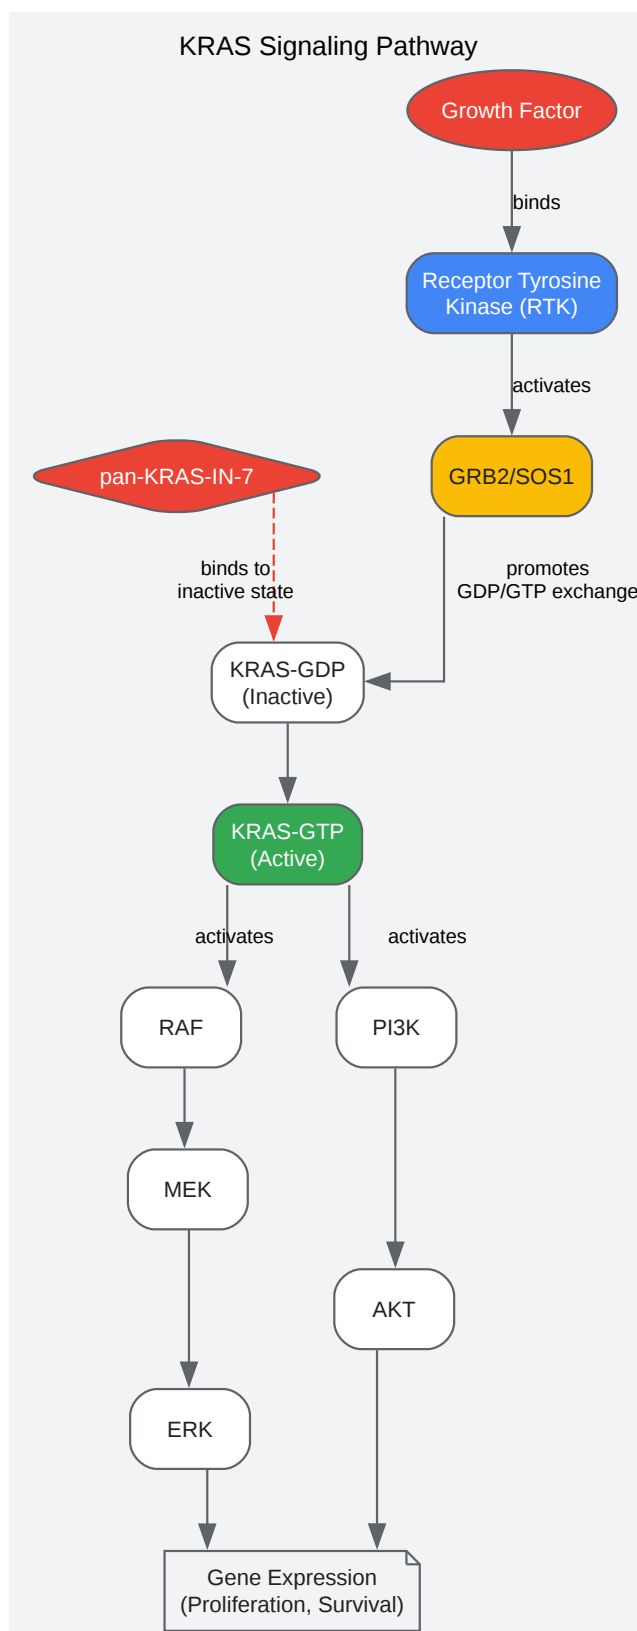 KRAS Signaling Pathway
Growth Factor
binds
Receptor Tyrosine
Kinase (RTK)
activates
pan-KRAS-IN-7
GRB2/SOS1
binds to
inactive state
promotes
GDP/GTP exchange
KRAS-GDP
(Inactive)
KRAS-GTP
(Active)
activates
activates
RAF
PI3K
MEK
AKT
ERK
Gene Expression
(Proliferation, Survival)